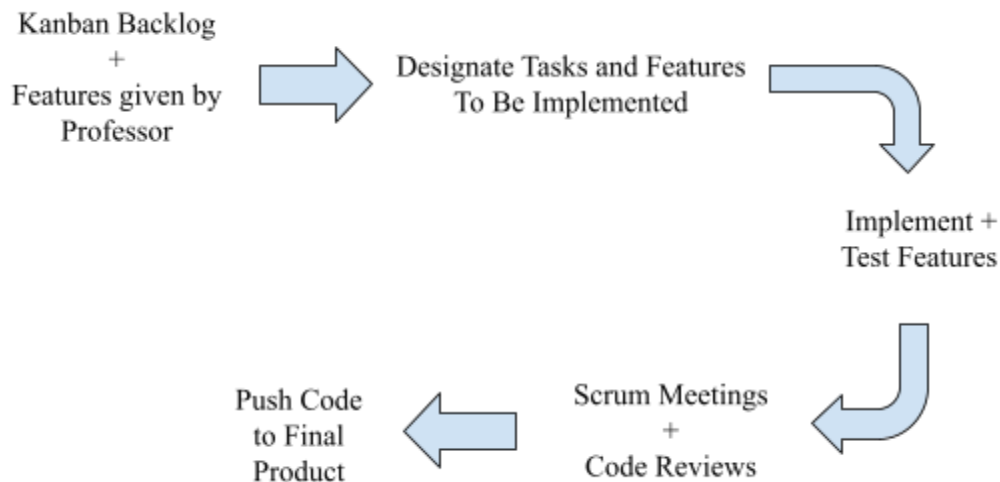 Kanban Backlog
+
Features given by
Professor
Designate Tasks and Features
To Be Implemented
Implement +
Test Features
Scrum Meetings
+
Code Reviews
Push Code
to Final
Product